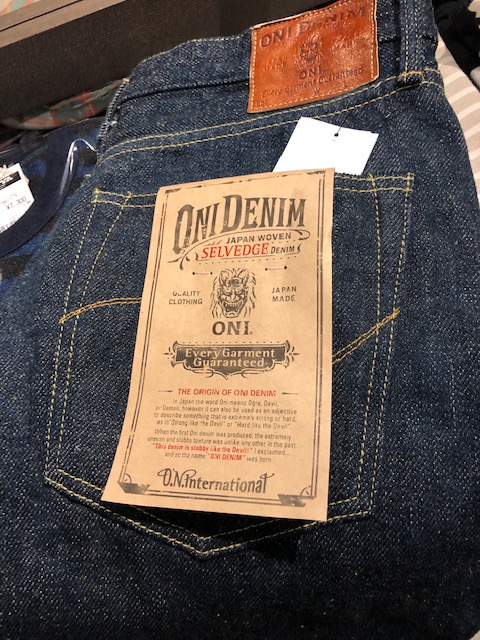 ONI DENIM
ONI.
Every Garment Guaranteed
¥7,300
ONI DENIM
JAPAN WOVEN
SELVEDGE DENIM
QUALITY CLOTHING
JAPAN MADE
ONI.
Every Garment
Guaranteed.
THE ORIGIN OF ONI DENIM
In Japan the word Oni means Ogre, Devil,
or Demon, however it can also be used as an adjective
to describe something that is extremely strong or hard,
as in "Strong like the Devil" or "Hard like the Devil".
When the first Oni denim was produced, the extremely
uneven and slubby texture was unlike any other in the past.
"This denim is slubby like the Devil!" I exclaimed...
and so the name "ONI DENIM" was born.
O.N.International